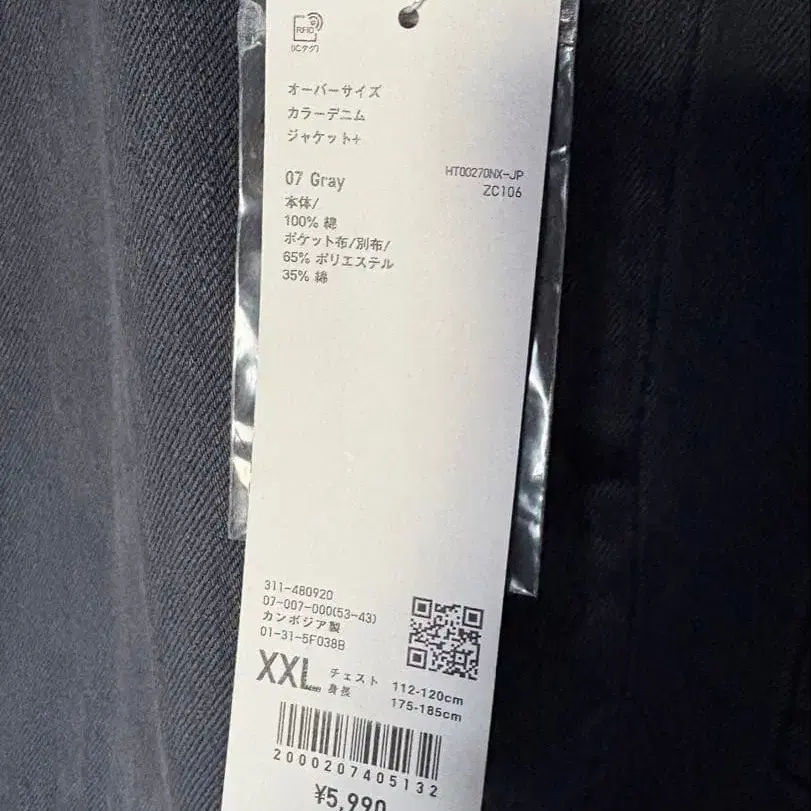 RFID
(ICタグ)
オーバーサイズ
カラーデニム
ジャケット+
07 Gray
HT00270NX-JP
ZC106
本体/
100% 綿
ポケット布/別布/
65% ポリエステル
35% 綿
311-480920
07-007-000(53-43)
カンボジア製
01-31-5F038B
XXL
チェスト 112-120cm
身長 175-185cm
2000207405132
¥5,990